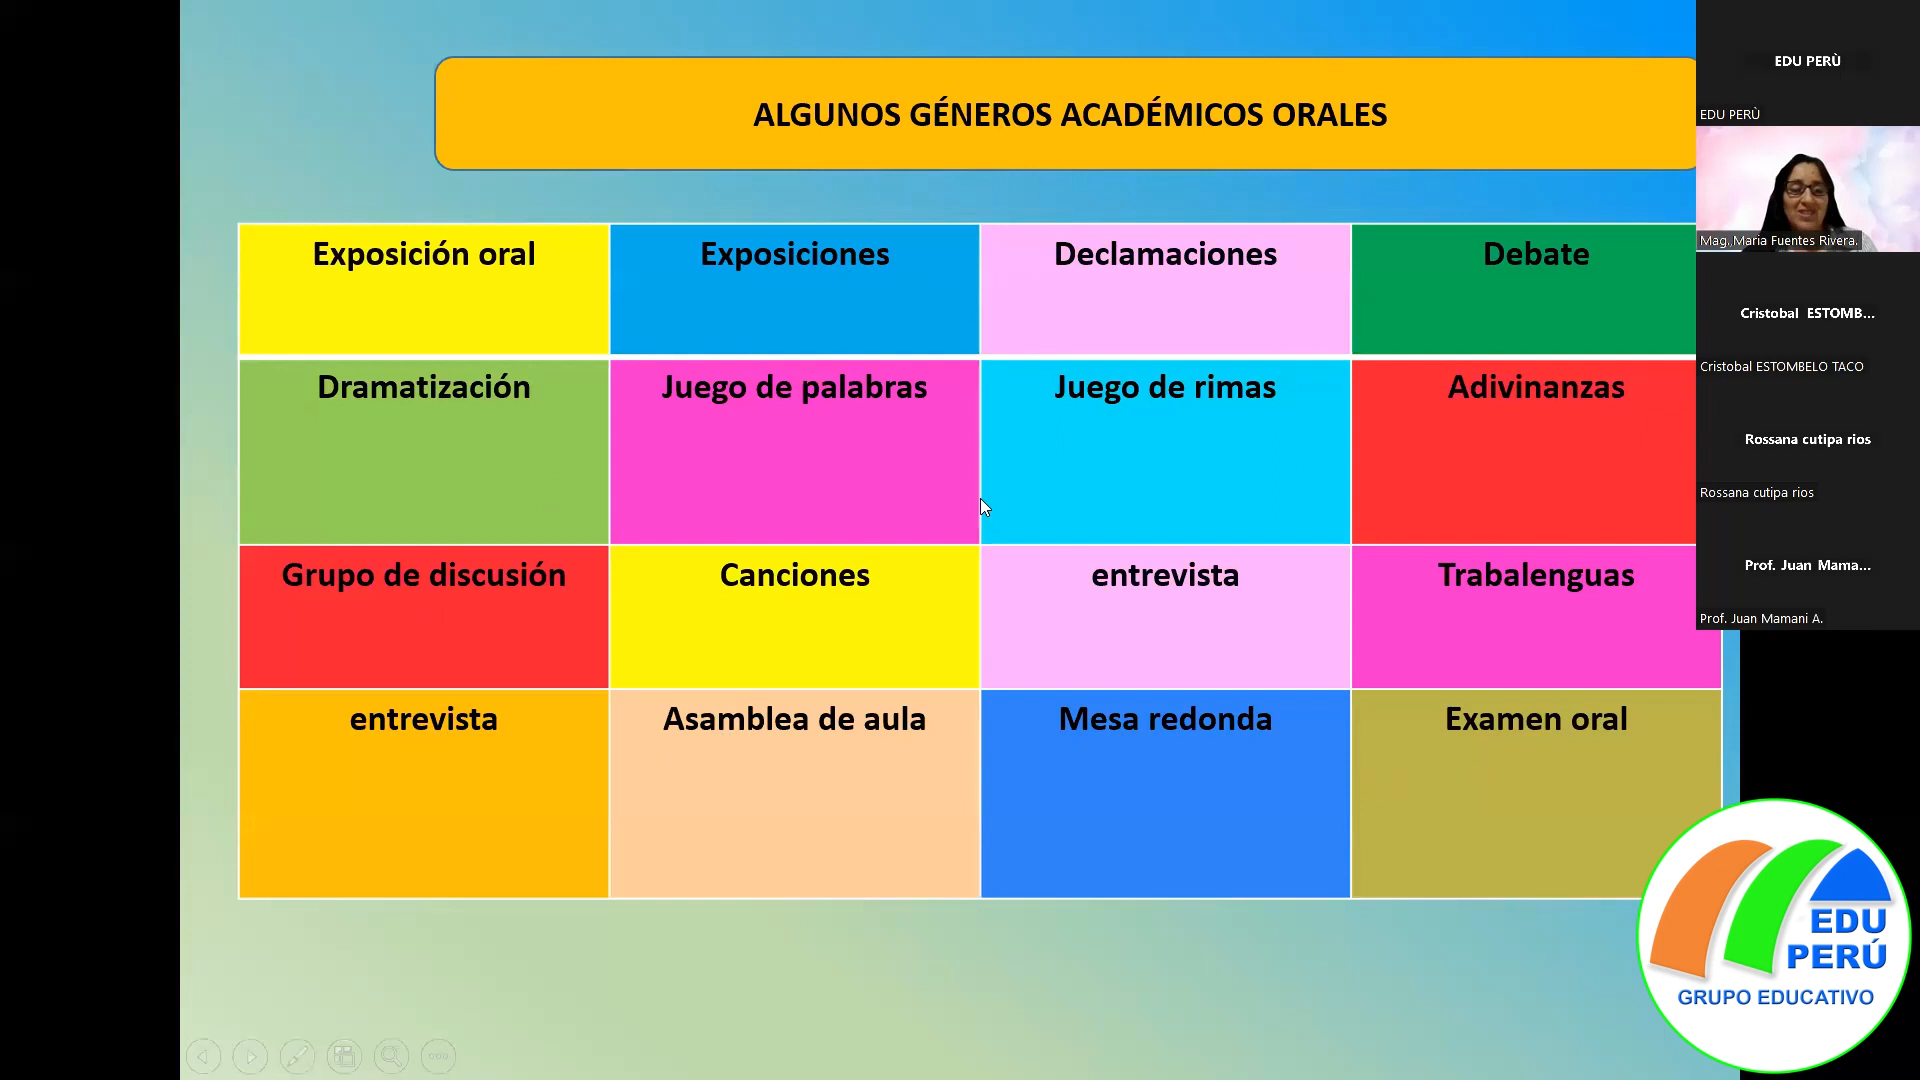 ALGUNOS GÉNEROS ACADÉMICOS ORALES
Exposición oral
Exposiciones
Declamaciones
Debate
Dramatización
Juego de palabras
Juego de rimas
Adivinanzas
Grupo de discusión
Canciones
entrevista
Trabalenguas
entrevista
Asamblea de aula
Mesa redonda
Examen oral
EDU PERÙ
EDU PERÙ
Mag. Maria Fuentes Rivera.
Cristobal ESTOMB...
Cristobal ESTOMBELO TACO
Rossana cutipa rios
Rossana cutipa rios
Prof. Juan Mama...
Prof. Juan Mamani A.
EDU
PERÚ
GRUPO EDUCATIVO